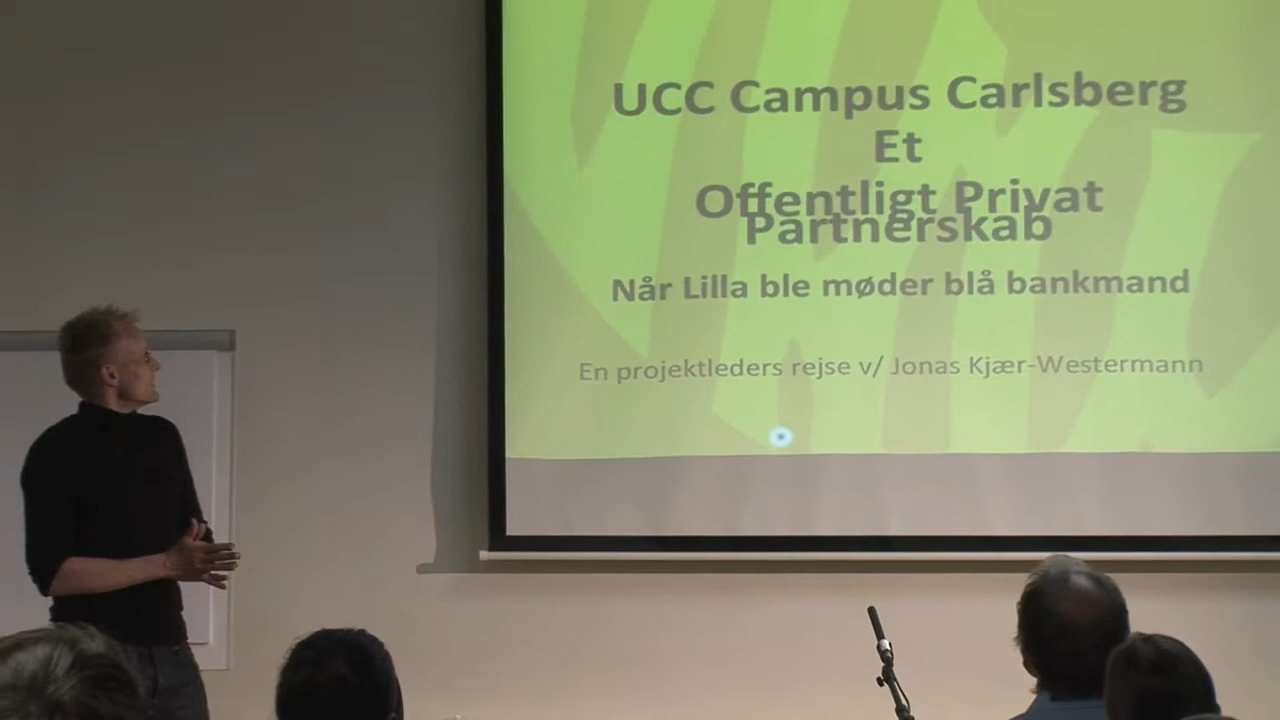 UCC Campus Carlsberg
Et
Offentligt Privat
Partnerskab
Når Lilla ble møder blå bankmand
En projektleders rejse v/ Jonas Kjær-Westermann